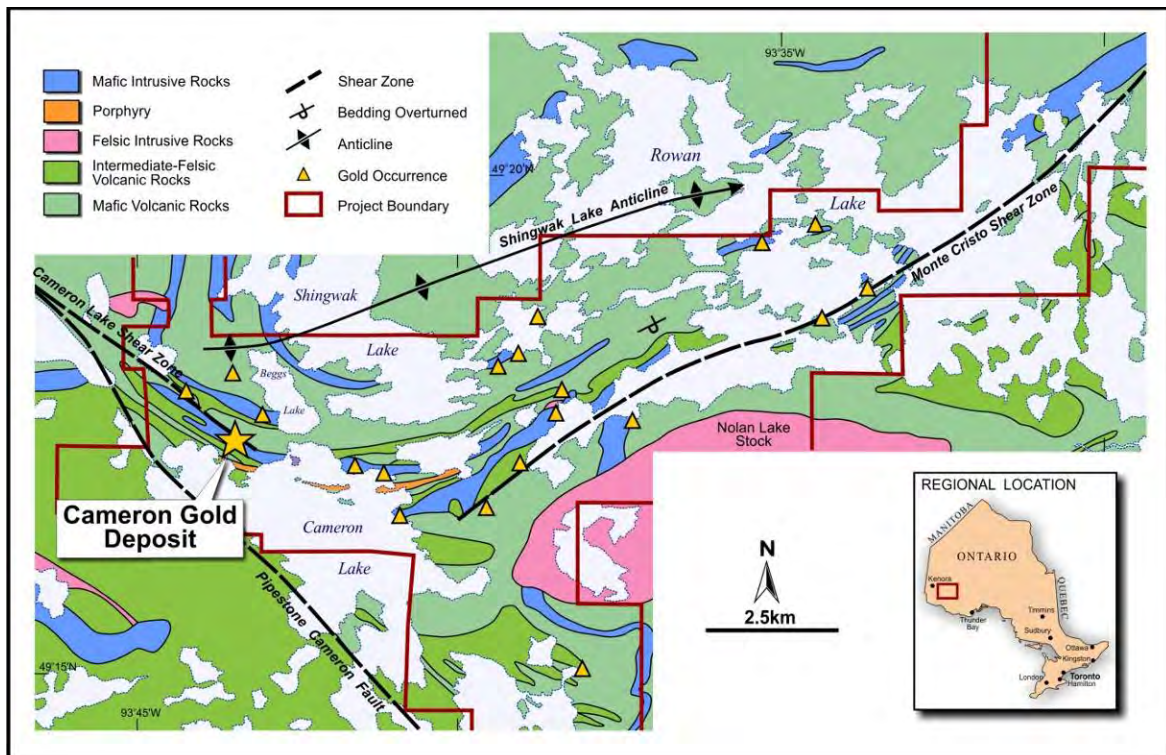 Mafic Intrusive Rocks
Porphyry
Felsic Intrusive Rocks
Intermediate-Felsic
Volcanic Rocks
Mafic Volcanic Rocks
Shear Zone
Bedding Overturned
Anticline
Gold Occurrence
Project Boundary
93°35'W
49°20'N
Rowan
Lake
Shingwak Lake Anticline
Monte Cristo Shear Zone
Cameron Lake Shear Zone
Shingwak
Lake
Beggs
Lake
Nolan Lake
Stock
Cameron Gold
Deposit
Cameron
Lake
Pipestone Cameron Fault
49°15'N
93°45'W
N
2.5km
REGIONAL LOCATION
MANITOBA
ONTARIO
QUEBEC
Kenora
Thunder
Bay
Timmins
Sudbury
Ottawa
Kingston
Toronto
London
Hamilton